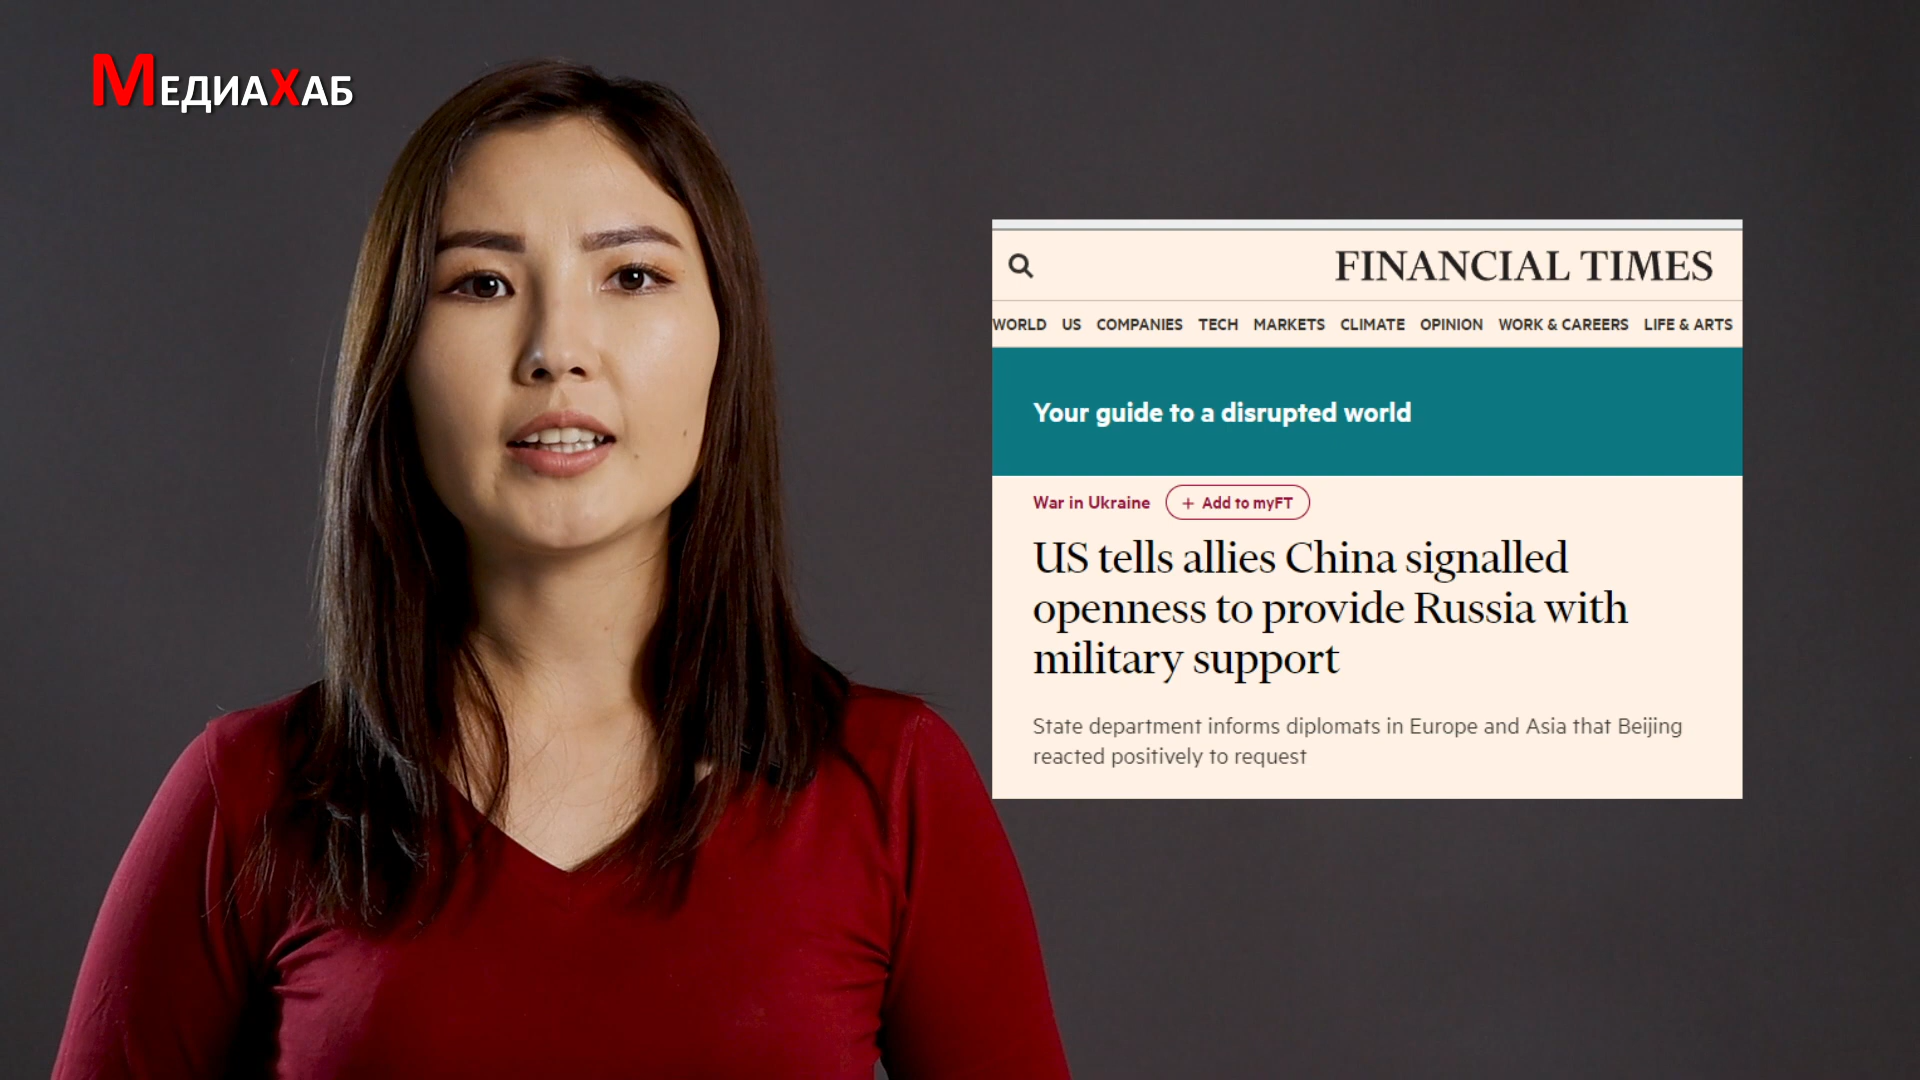 МЕДИАХАБ
FINANCIAL TIMES
WORLD US COMPANIES TECH MARKETS CLIMATE OPINION WORK & CAREERS LIFE & ARTS
Your guide to a disrupted world
War in Ukraine + Add to myFT
US tells allies China signalled
openness to provide Russia with
military support
State department informs diplomats in Europe and Asia that Beijing
reacted positively to request